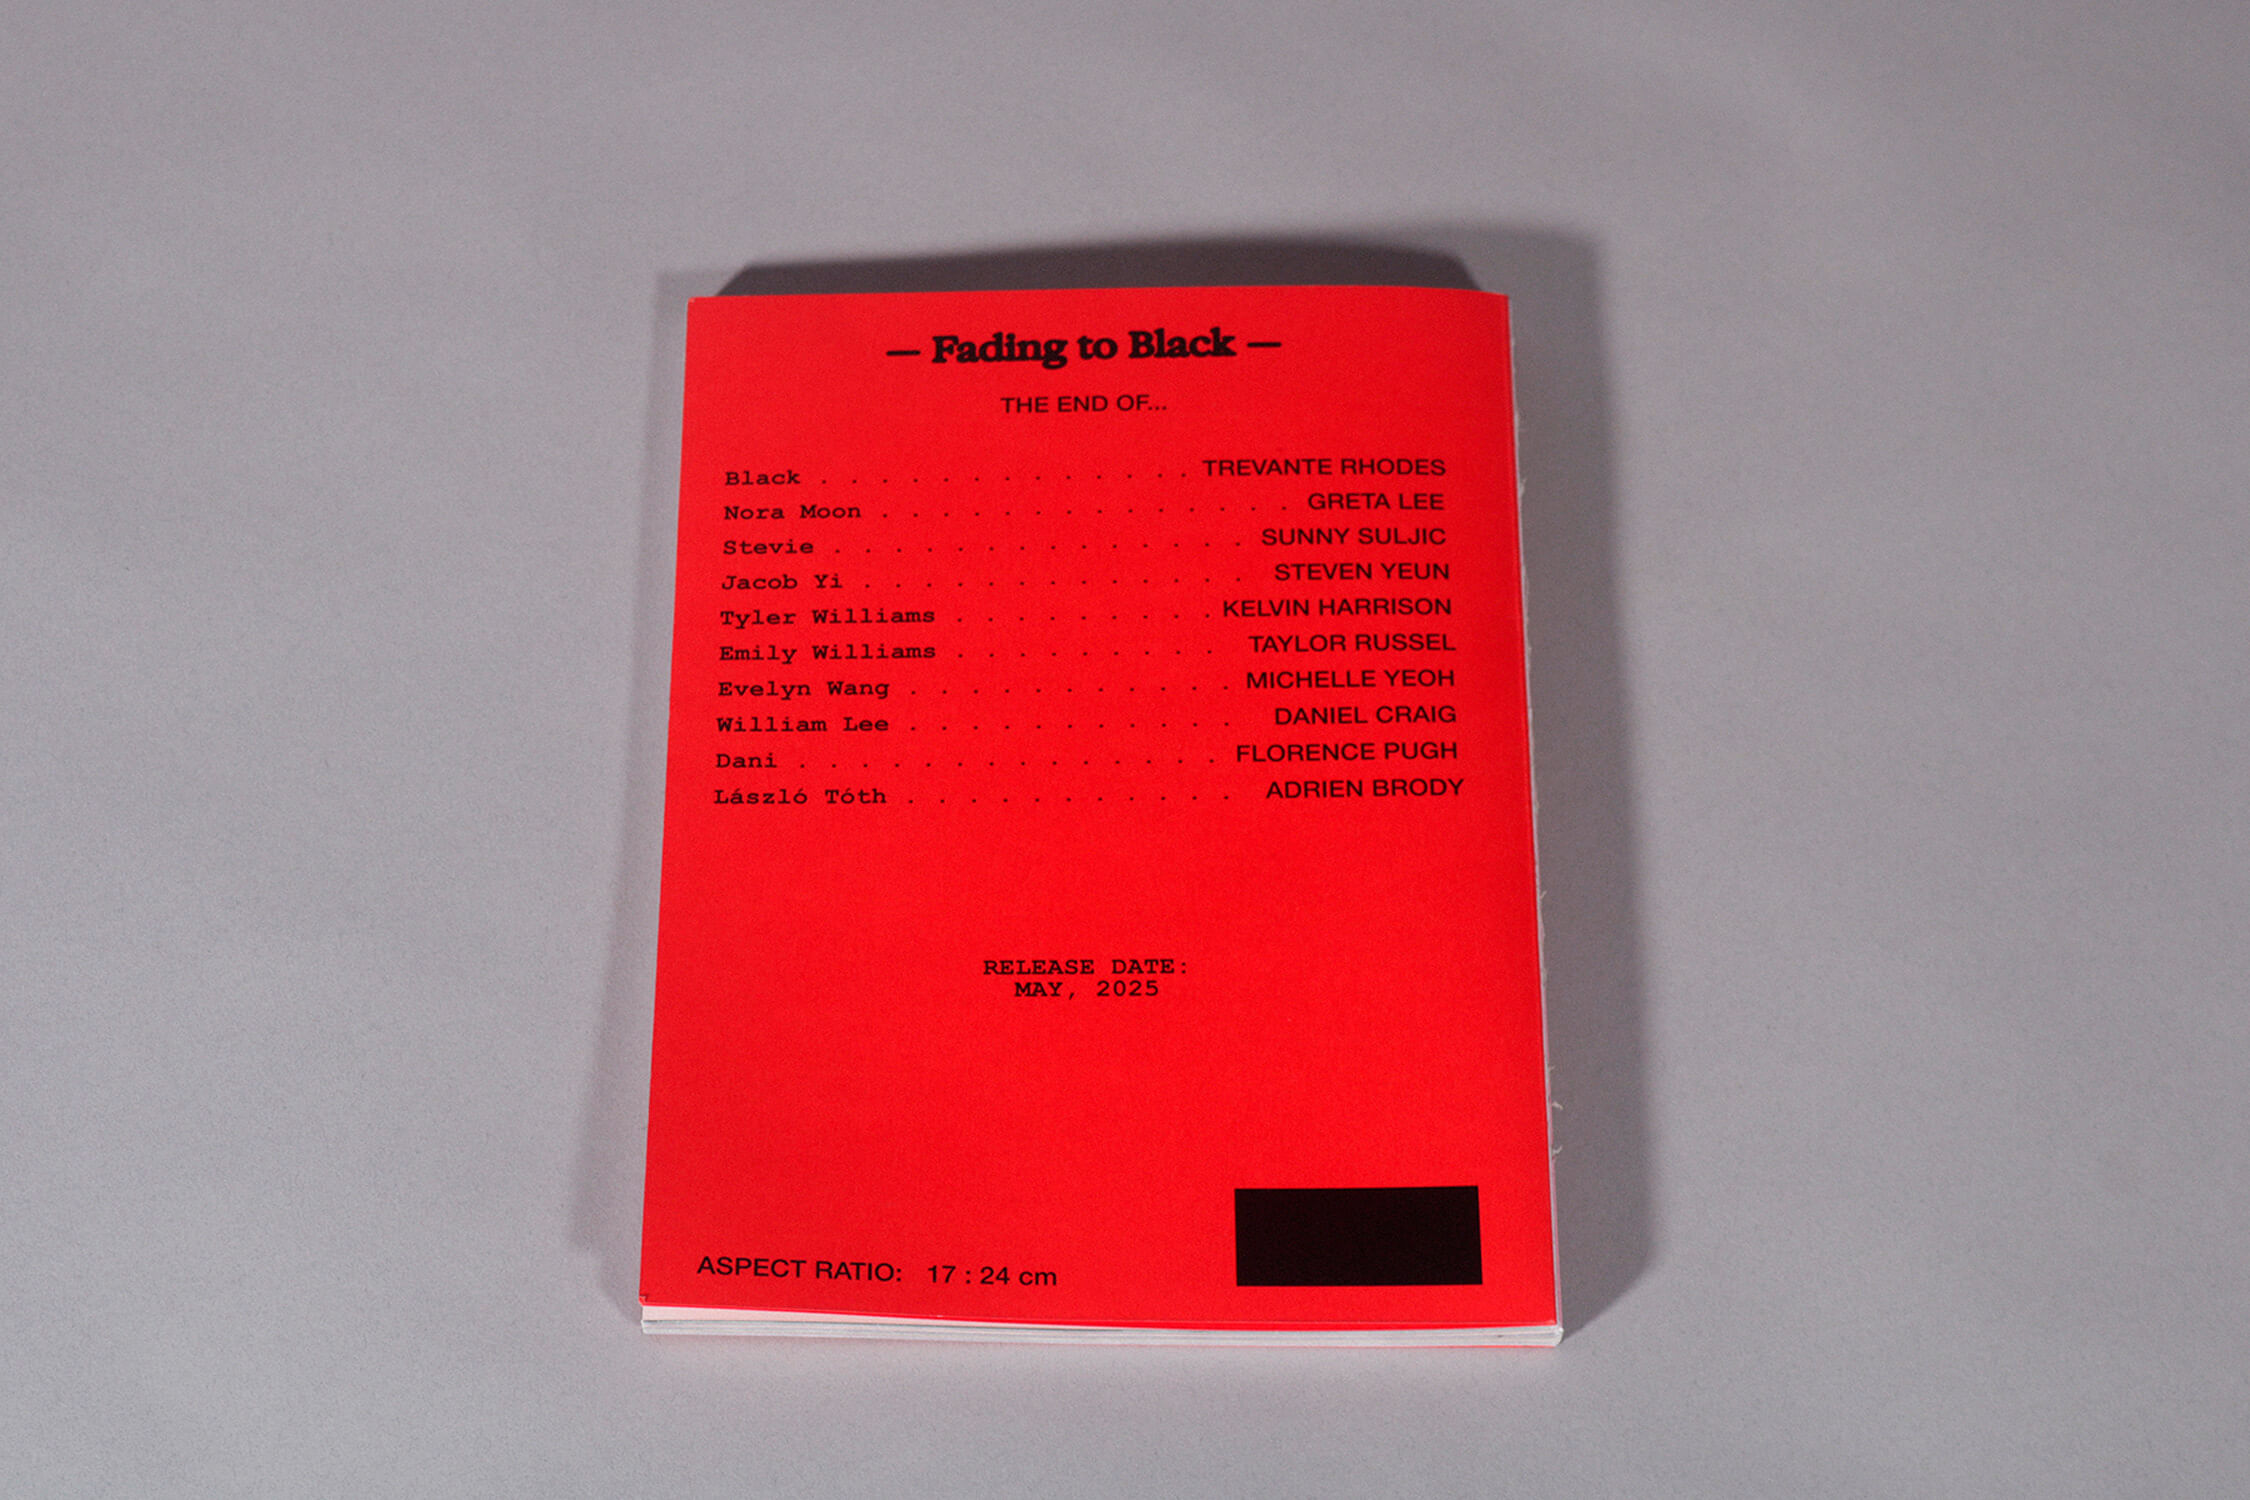 — Fading to Black —
THE END OF...
Black . . . . . . . . . . . . . TREVANTE RHODES
Nora Moon . . . . . . . . . . . . . . GRETA LEE
Stevie . . . . . . . . . . . . . . SUNNY SULJIC
Jacob Yi . . . . . . . . . . . . . STEVEN YEUN
Tyler Williams . . . . . . . . . KELVIN HARRISON
Emily Williams . . . . . . . . . TAYLOR RUSSEL
Evelyn Wang . . . . . . . . . . . MICHELLE YEOH
William Lee . . . . . . . . . . . DANIEL CRAIG
Dani . . . . . . . . . . . . . . FLORENCE PUGH
László Tóth . . . . . . . . . . . ADRIEN BRODY
RELEASE DATE:
MAY, 2025
ASPECT RATIO: 17 : 24 cm